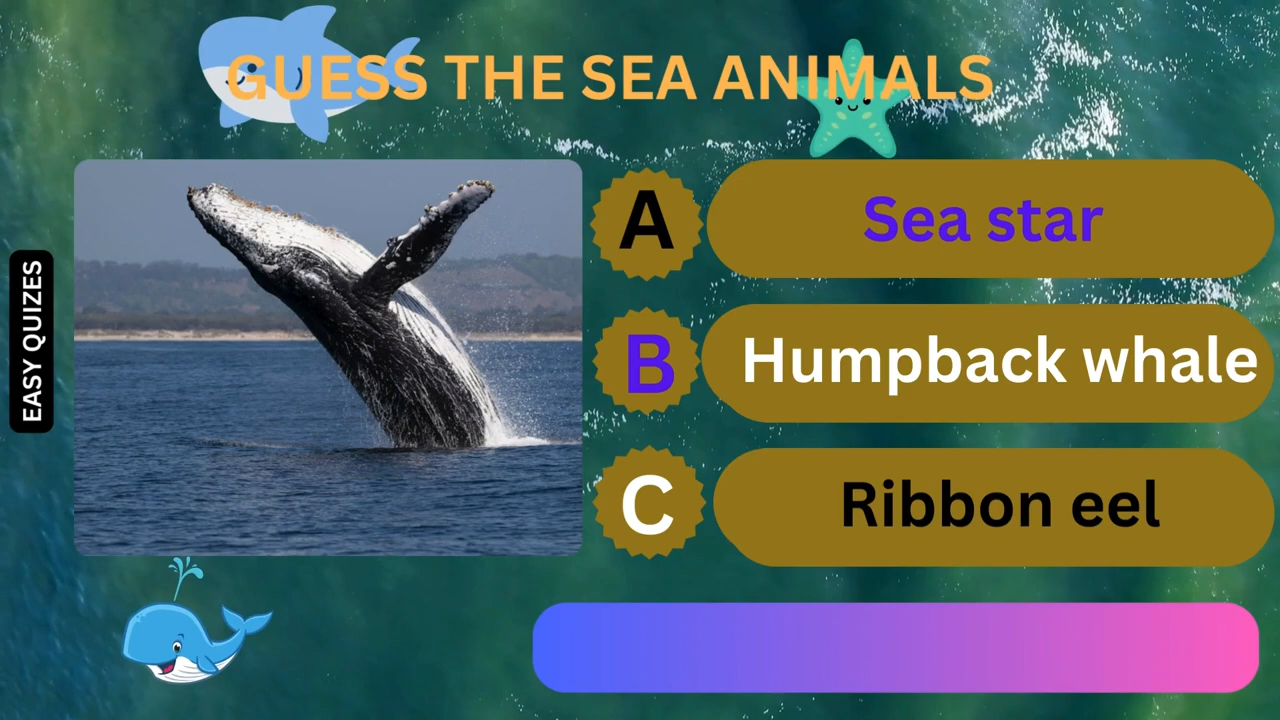 GUESS THE SEA ANIMALS
EASY QUIZES
A
Sea star
B
Humpback whale
C
Ribbon eel